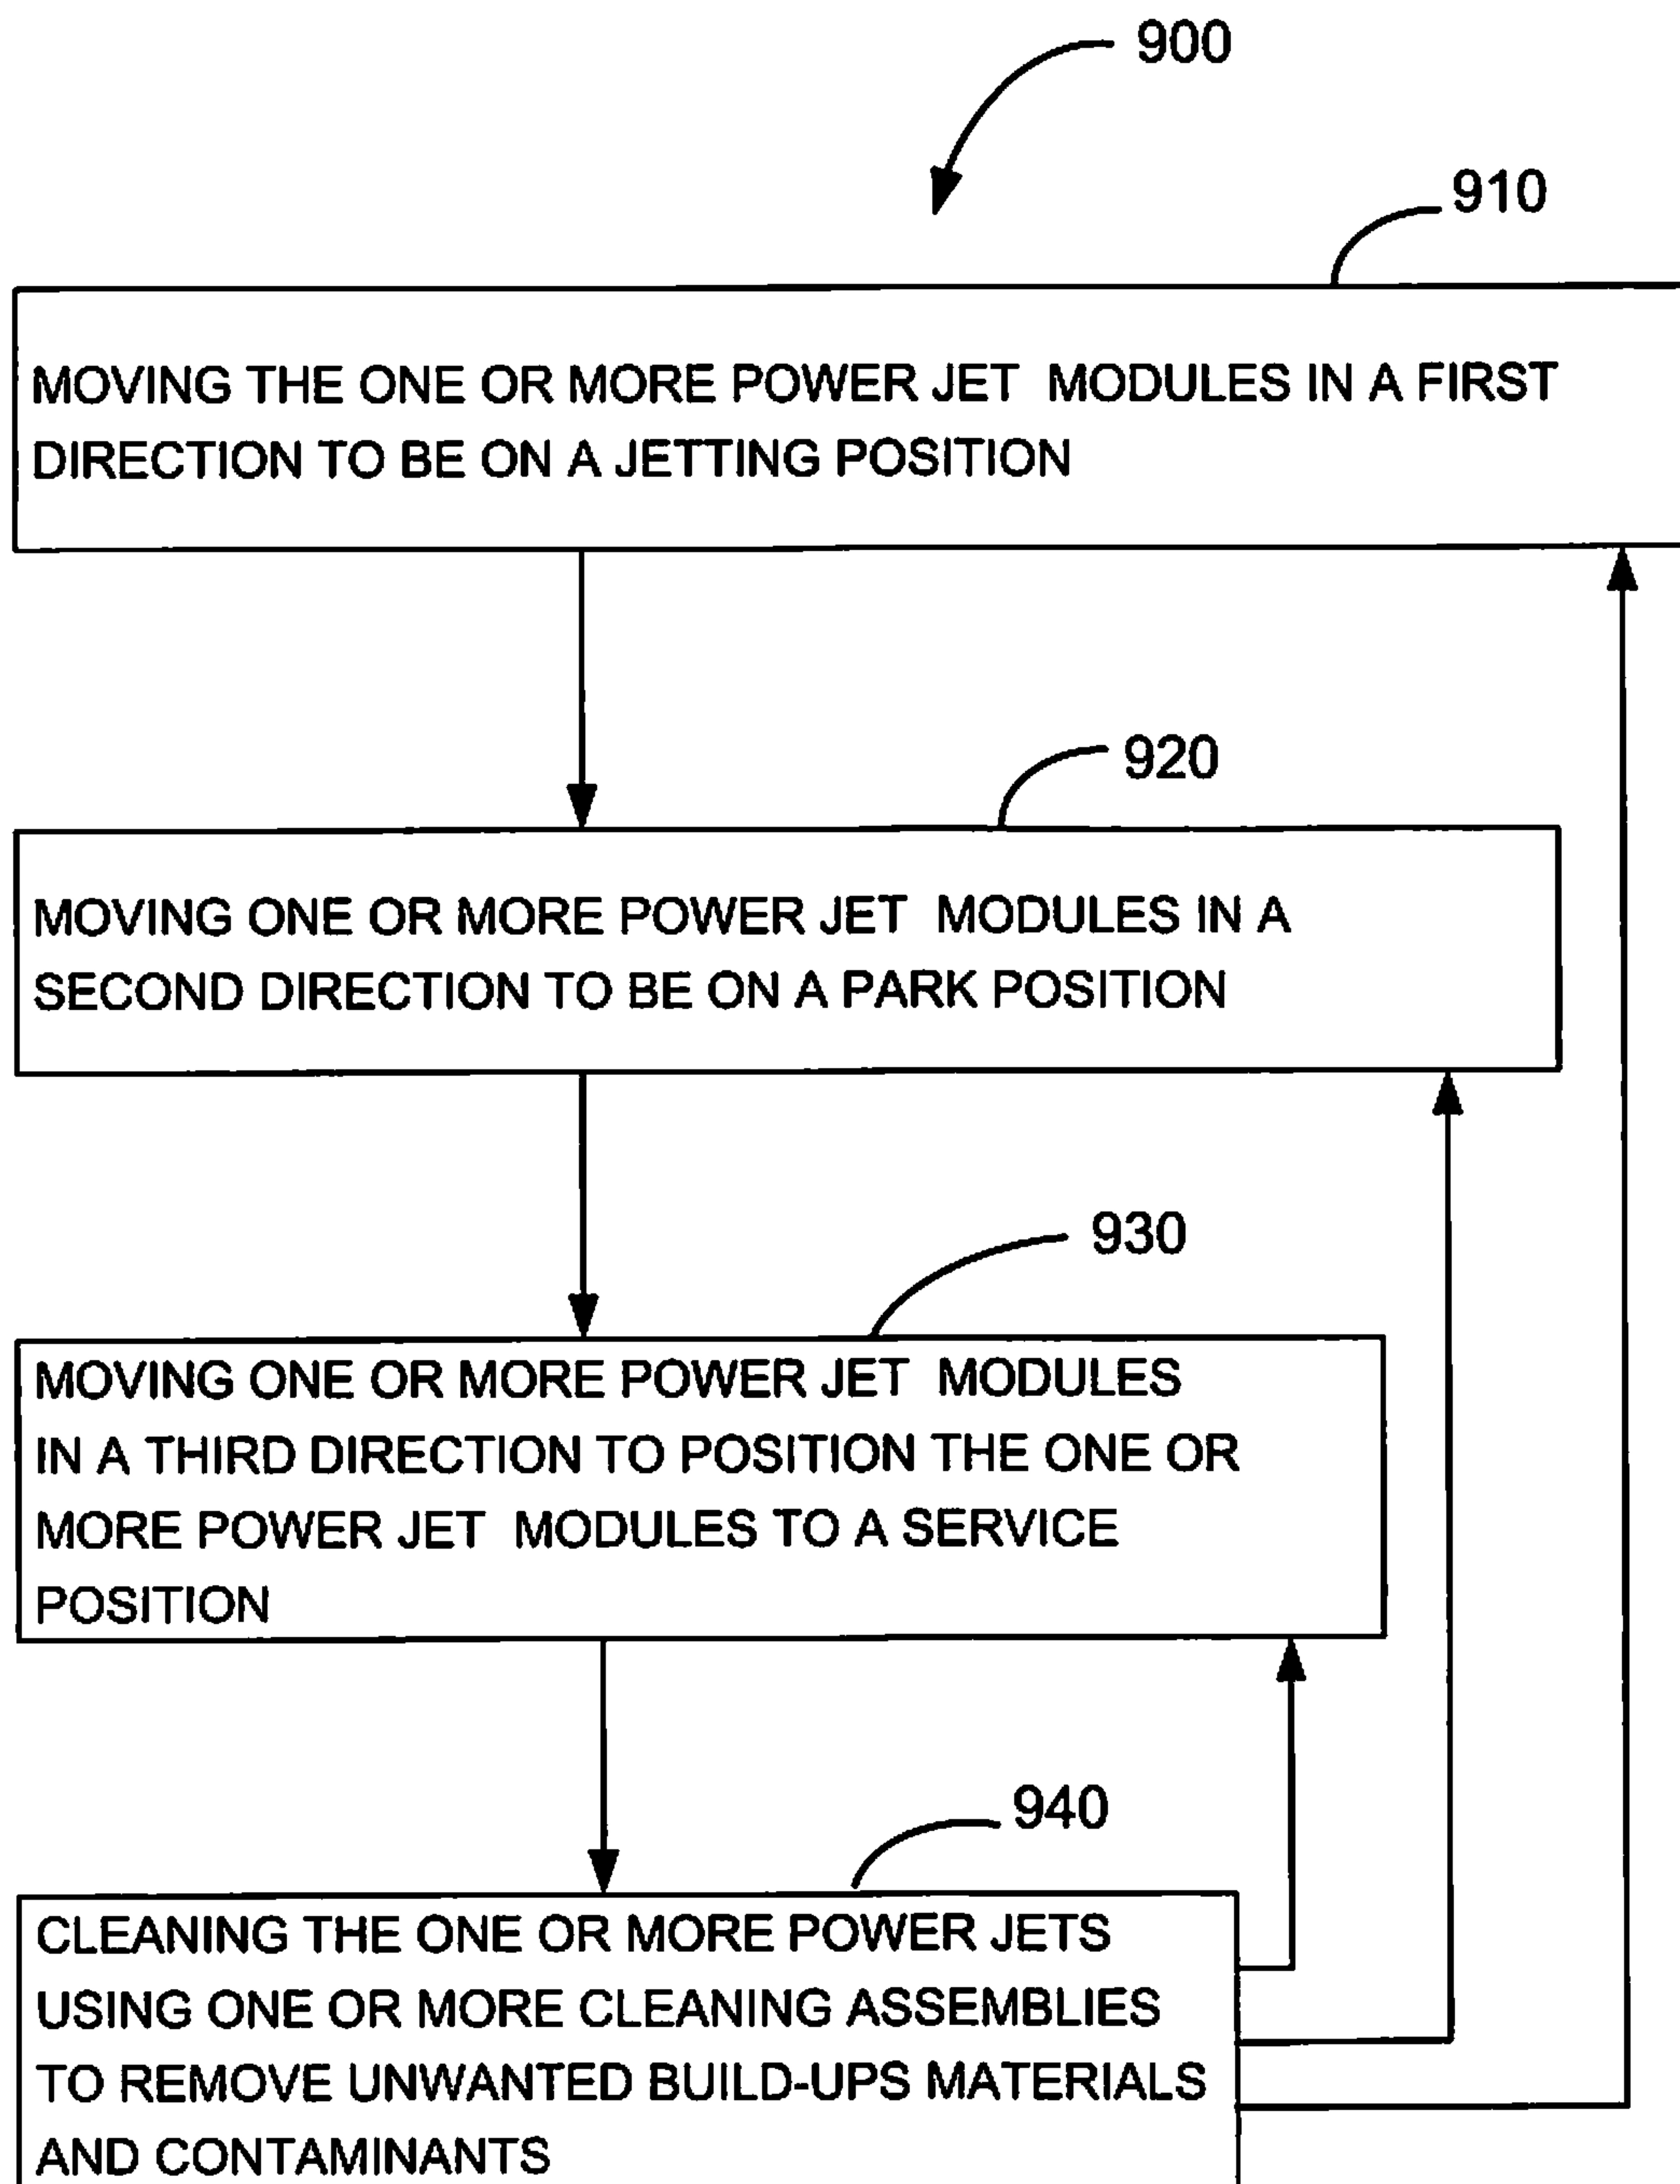 900
910
MOVING THE ONE OR MORE POWER JET MODULES IN A FIRST
DIRECTION TO BE ON A JETTING POSITION
920
MOVING ONE OR MORE POWER JET MODULES IN A
SECOND DIRECTION TO BE ON A PARK POSITION
930
MOVING ONE OR MORE POWER JET MODULES
IN A THIRD DIRECTION TO POSITION THE ONE OR
MORE POWER JET MODULES TO A SERVICE
POSITION
940
CLEANING THE ONE OR MORE POWER JETS
USING ONE OR MORE CLEANING ASSEMBLIES
TO REMOVE UNWANTED BUILD-UPS MATERIALS
AND CONTAMINANTS